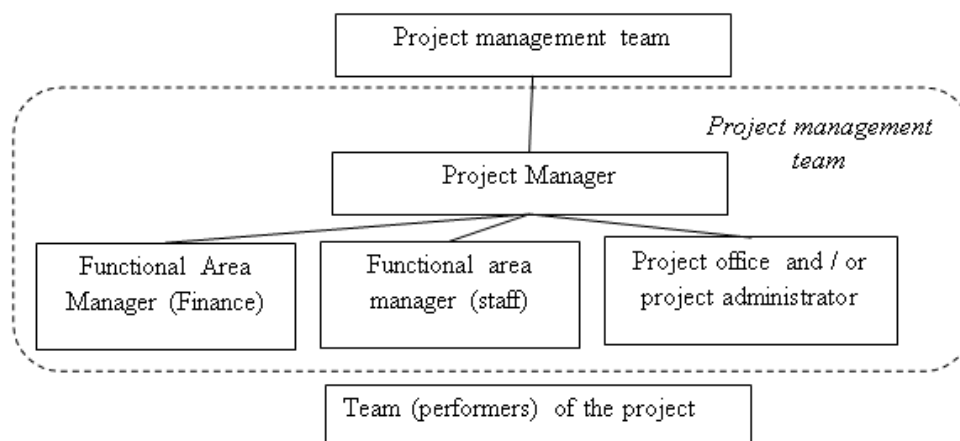 Project management team
Project management
team
Project Manager
Functional Area
Manager (Finance)
Functional area
manager (staff)
Project office and / or
project administrator
Team (performers) of the project